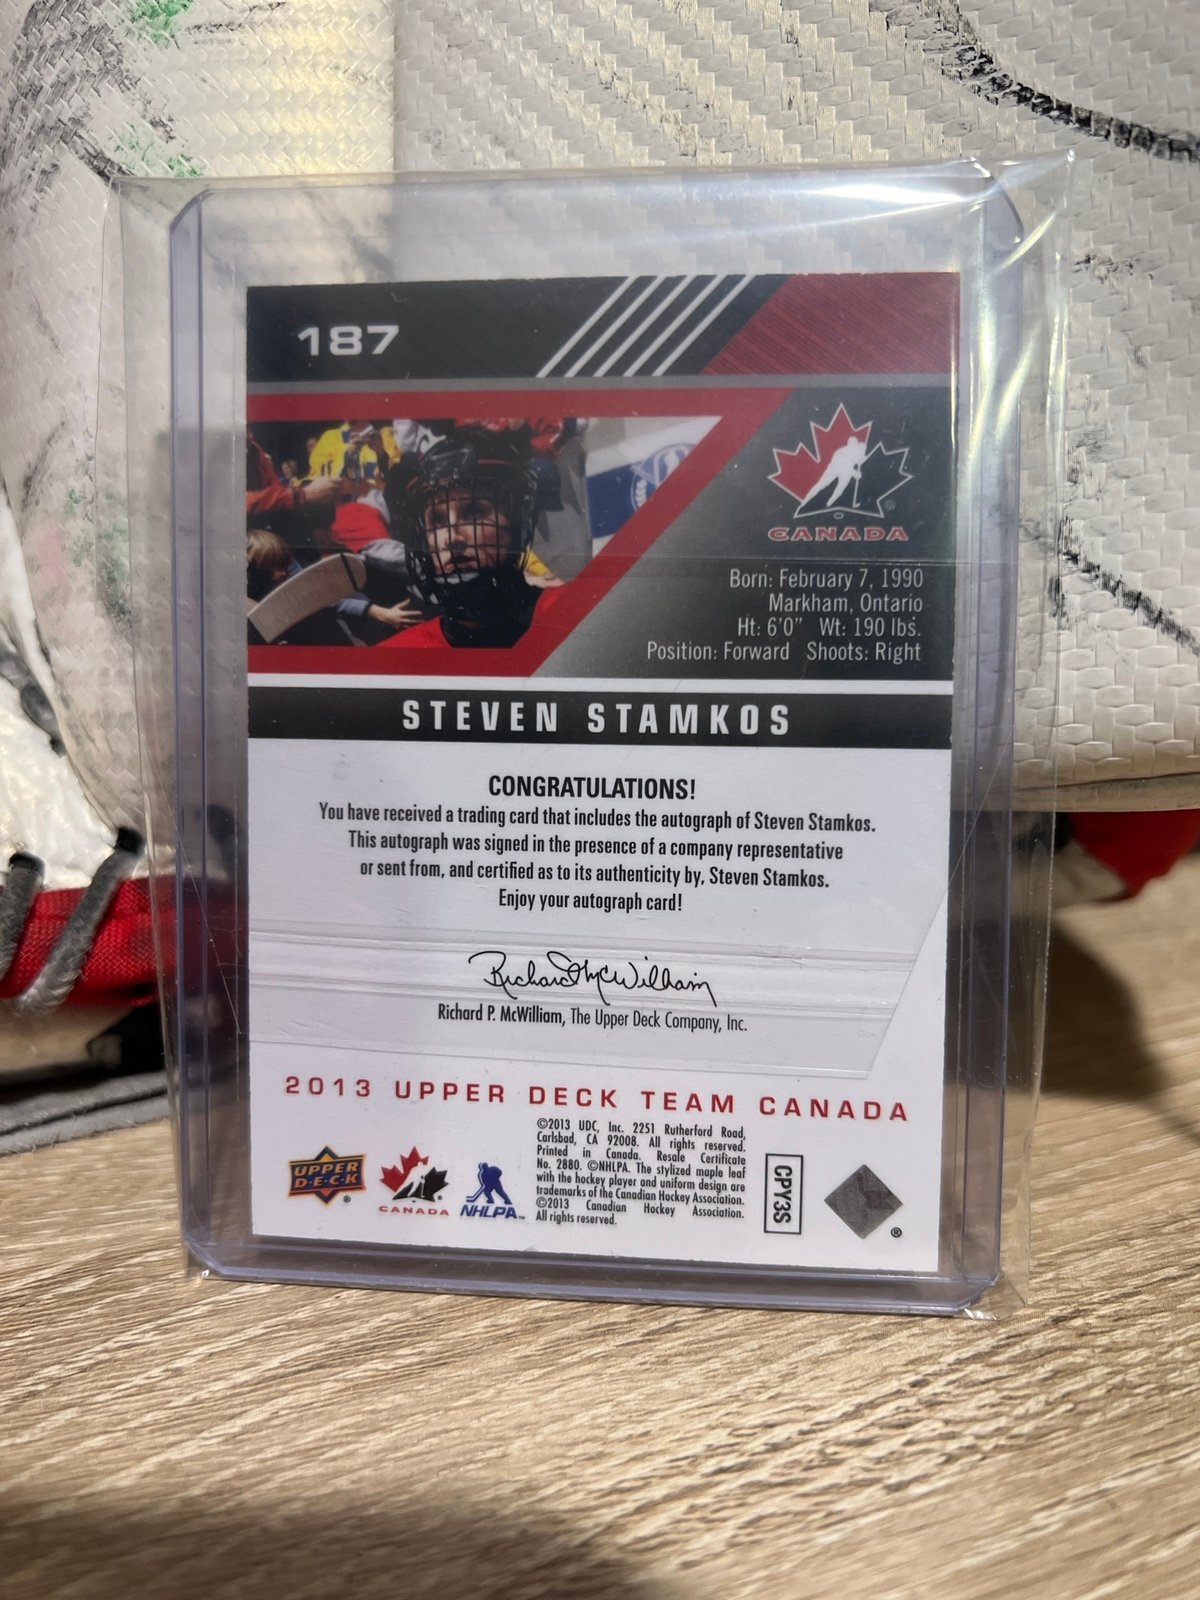 187
CANADA
Born: February 7, 1990
Markham, Ontario
Ht: 6'0" Wt: 190 lbs.
Position: Forward Shoots: Right
STEVEN STAMKOS
CONGRATULATIONS!
You have received a trading card that includes the autograph of Steven Stamkos.
This autograph was signed in the presence of a company representative
or sent from, and certified as to its authenticity by, Steven Stamkos.
Enjoy your autograph card!
Richard McWilliam
Richard P. McWilliam, The Upper Deck Company, Inc.
2013 UPPER DECK TEAM CANADA
UPPER
D·E·C·K
®
CANADA
NHLPA™
©2013 UDC, Inc. 2251 Rutherford Road,
Carlsbad, CA 92008. All rights reserved.
Printed in Canada. Resale Certificate
No. 2880. ©NHLPA. The stylized maple leaf
with the hockey player and uniform design are
trademarks of the Canadian Hockey Association.
©2013 Canadian Hockey Association.
All rights reserved.
CPY3S
®